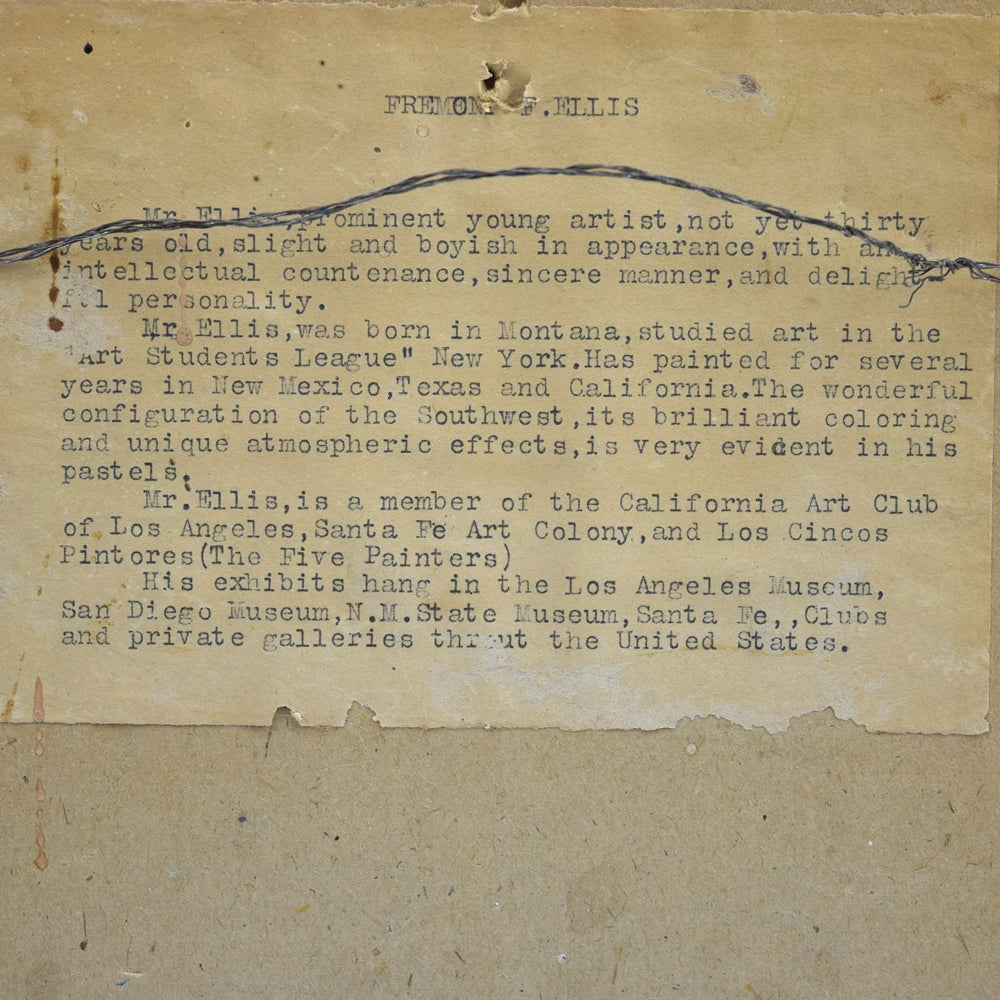 FREMONT F.ELLIS
Mr.Ellis,prominent young artist,not yet thirty
years old,slight and boyish in appearance,with an
intellectual countenance,sincere manner,and delight-
ful personality.
Mr.Ellis,was born in Montana,studied art in the
"Art Students League" New York.Has painted for several
years in New Mexico,Texas and California.The wonderful
configuration of the Southwest,its brilliant coloring
and unique atmospheric effects,is very evident in his
pastels.
Mr.Ellis,is a member of the California Art Club
of Los Angeles,Santa Fe Art Colony,and Los Cincos
Pintores(The Five Painters)
His exhibits hang in the Los Angeles Museum,
San Diego Museum,N.M.State Museum,Santa Fe,,Clubs
and private galleries throut the United States.